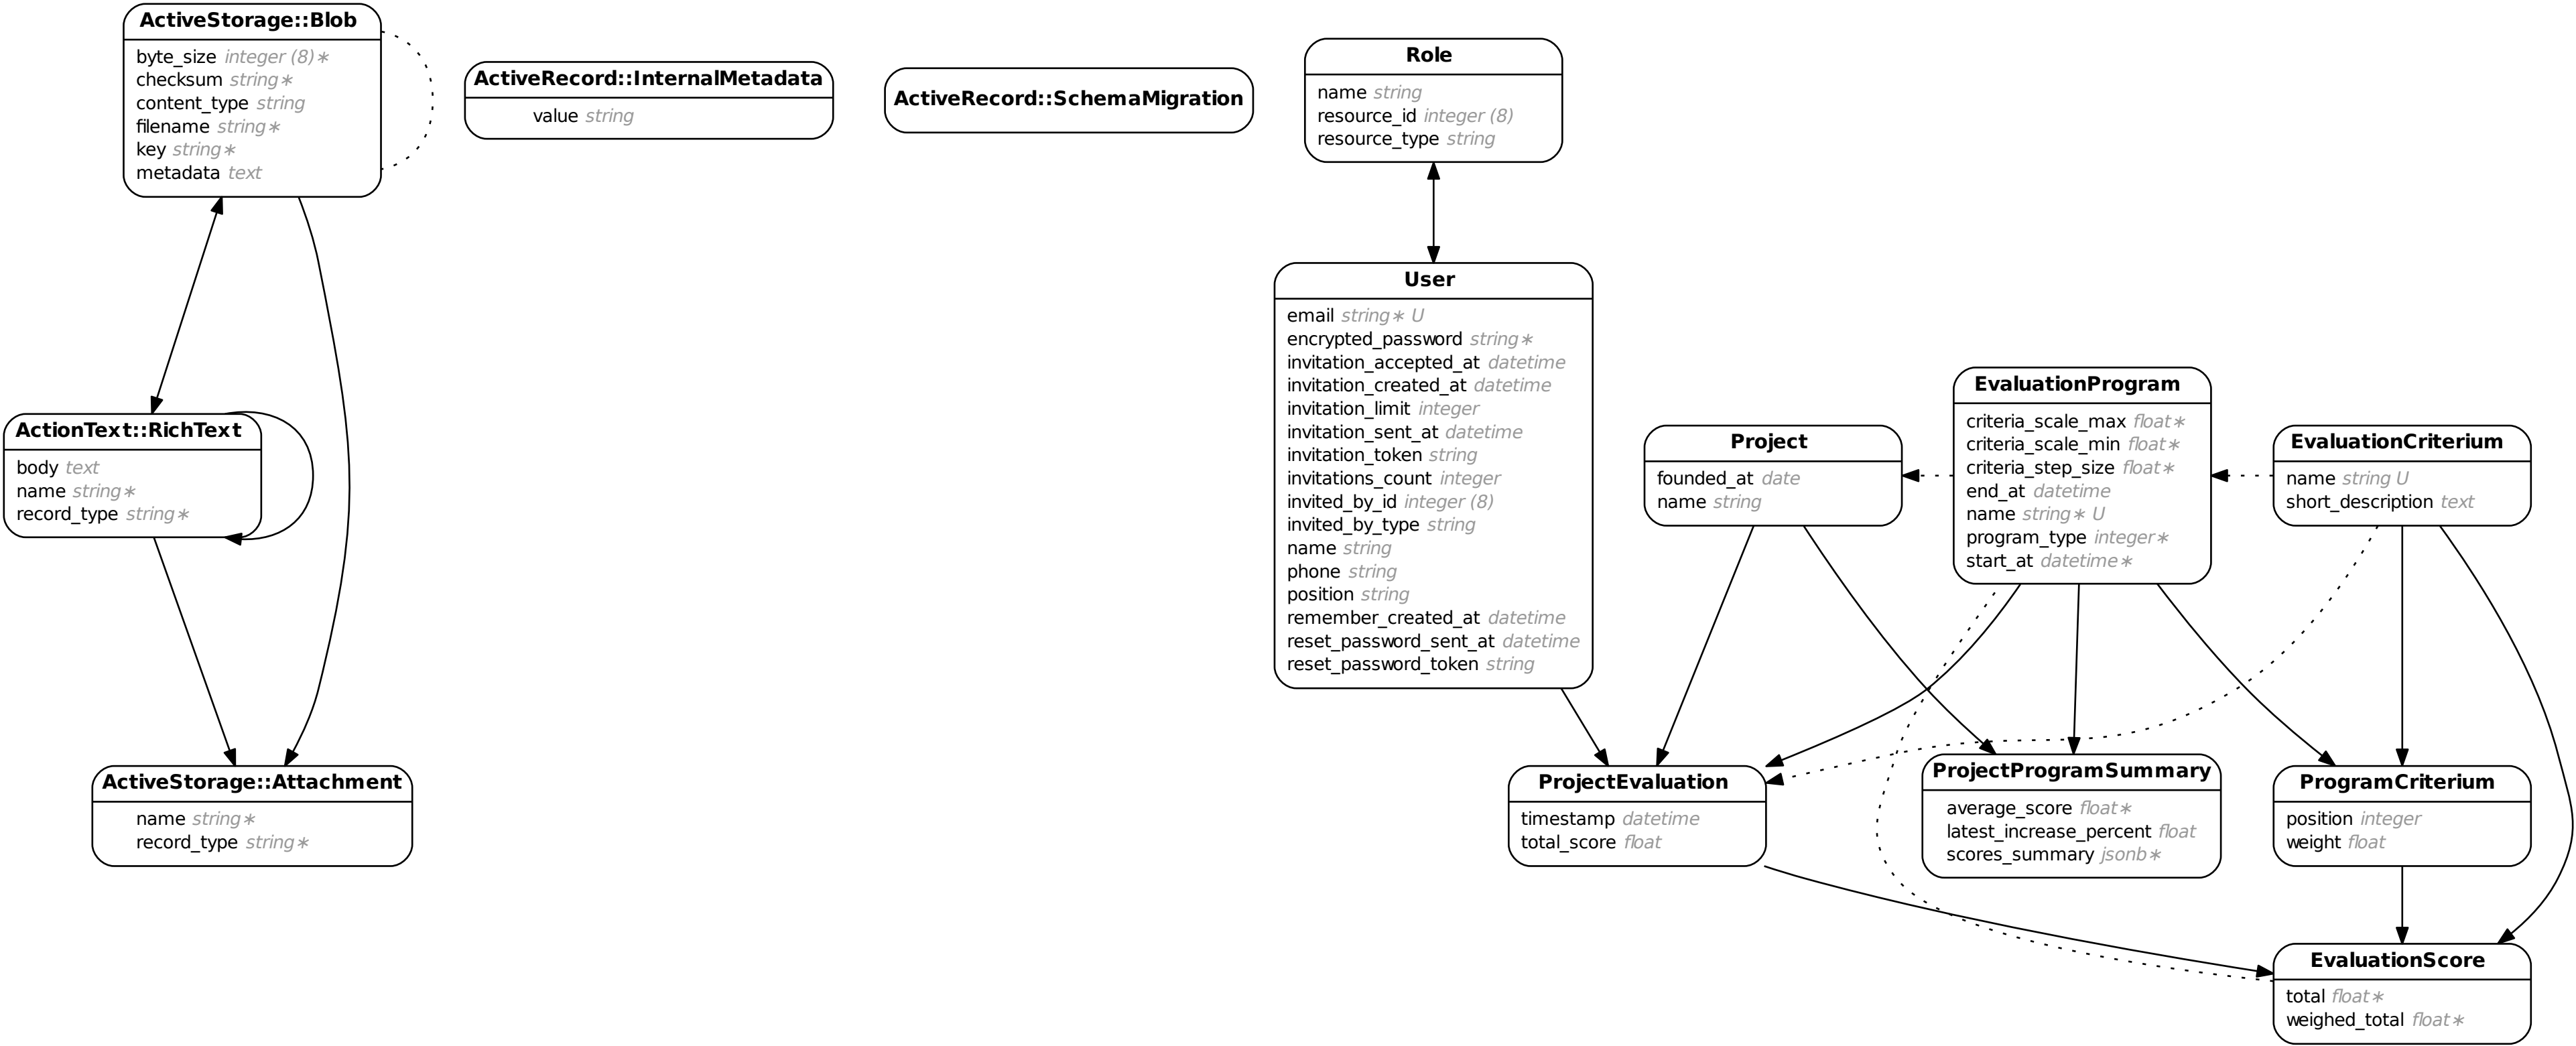 ActiveStorage::Blob
byte_size integer (8)∗
checksum string∗
content_type string
filename string∗
key string∗
metadata text
ActiveRecord::InternalMetadata
value string
ActiveRecord::SchemaMigration
Role
name string
resource_id integer (8)
resource_type string
User
email string∗ U
encrypted_password string∗
invitation_accepted_at datetime
invitation_created_at datetime
invitation_limit integer
invitation_sent_at datetime
invitation_token string
invitations_count integer
invited_by_id integer (8)
invited_by_type string
name string
phone string
position string
remember_created_at datetime
reset_password_sent_at datetime
reset_password_token string
ActionText::RichText
body text
name string∗
record_type string∗
Project
founded_at date
name string
EvaluationProgram
criteria_scale_max float∗
criteria_scale_min float∗
criteria_step_size float∗
end_at datetime
name string∗ U
program_type integer∗
start_at datetime∗
EvaluationCriterium
name string U
short_description text
ActiveStorage::Attachment
name string∗
record_type string∗
ProjectEvaluation
timestamp datetime
total_score float
ProjectProgramSummary
average_score float∗
latest_increase_percent float
scores_summary jsonb∗
ProgramCriterium
position integer
weight float
EvaluationScore
total float∗
weighed_total float∗